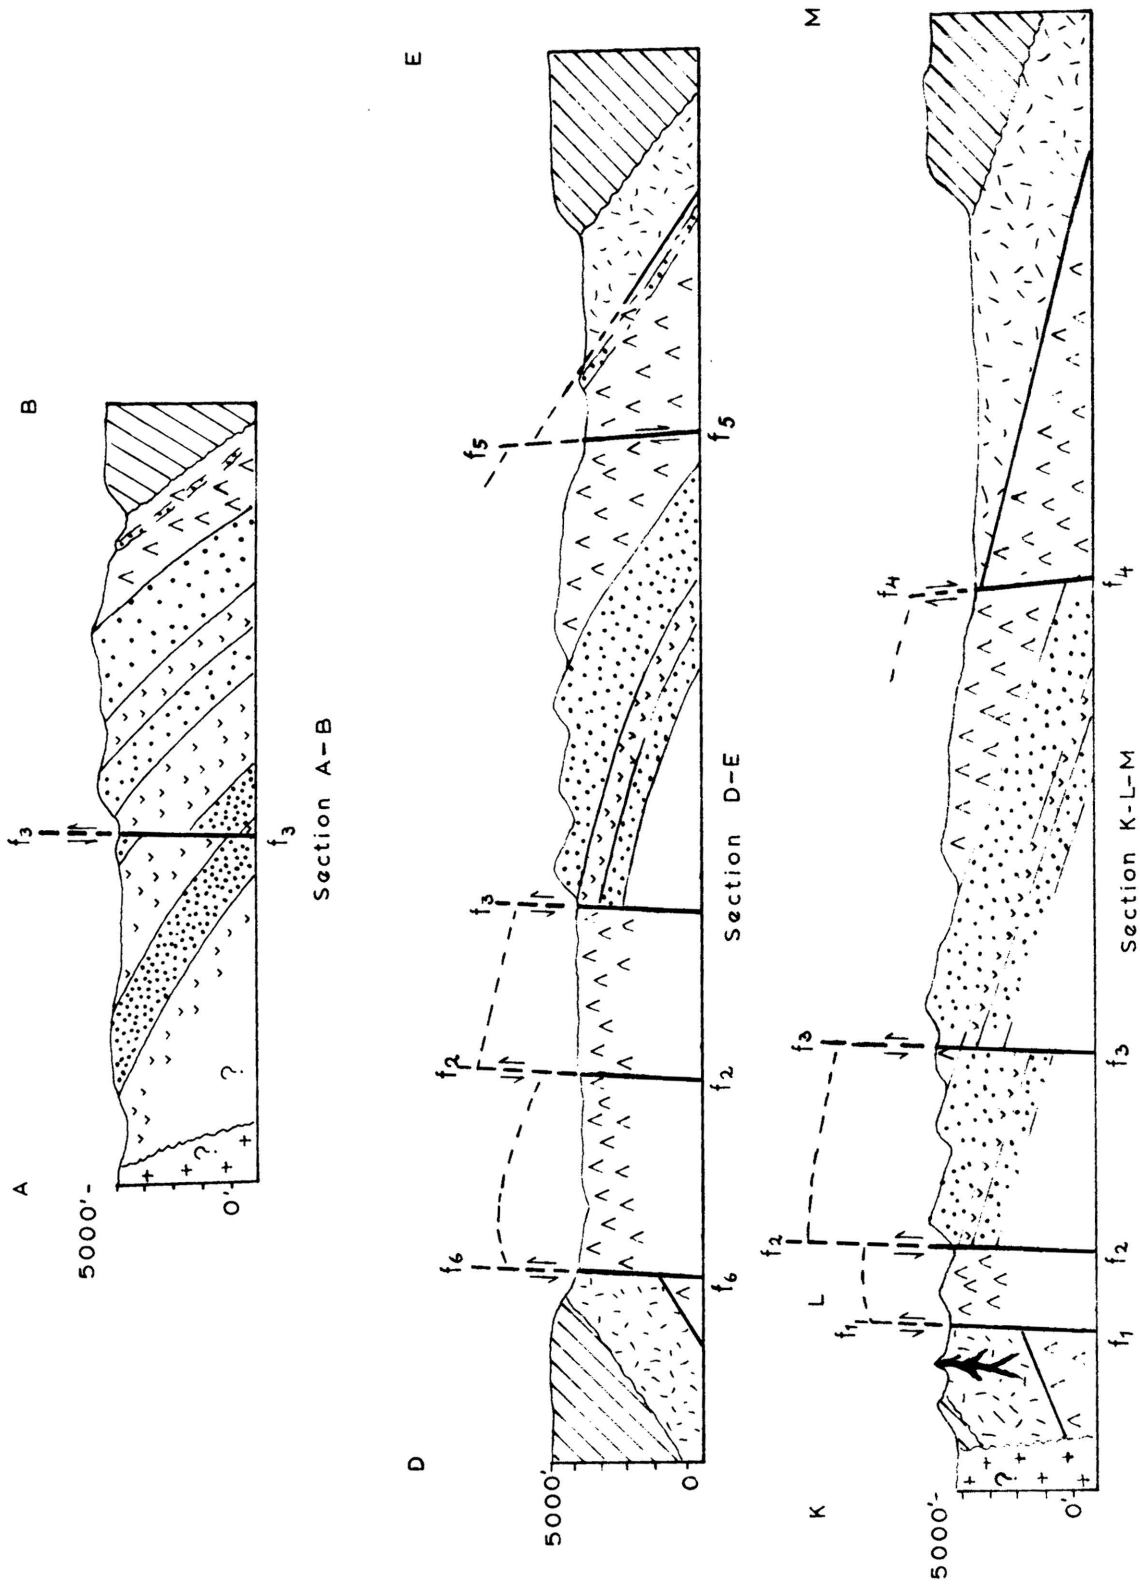 A B
f3
5000'-
0'
?
?
f3
Section A-B
D E
f6 f2 f3 f5
5000'
0
f6 f2 f5
Section D-E
K L M
f1 f2 f3 f4
5000'-
0'
?
f1 f2 f3 f4
Section K-L-M